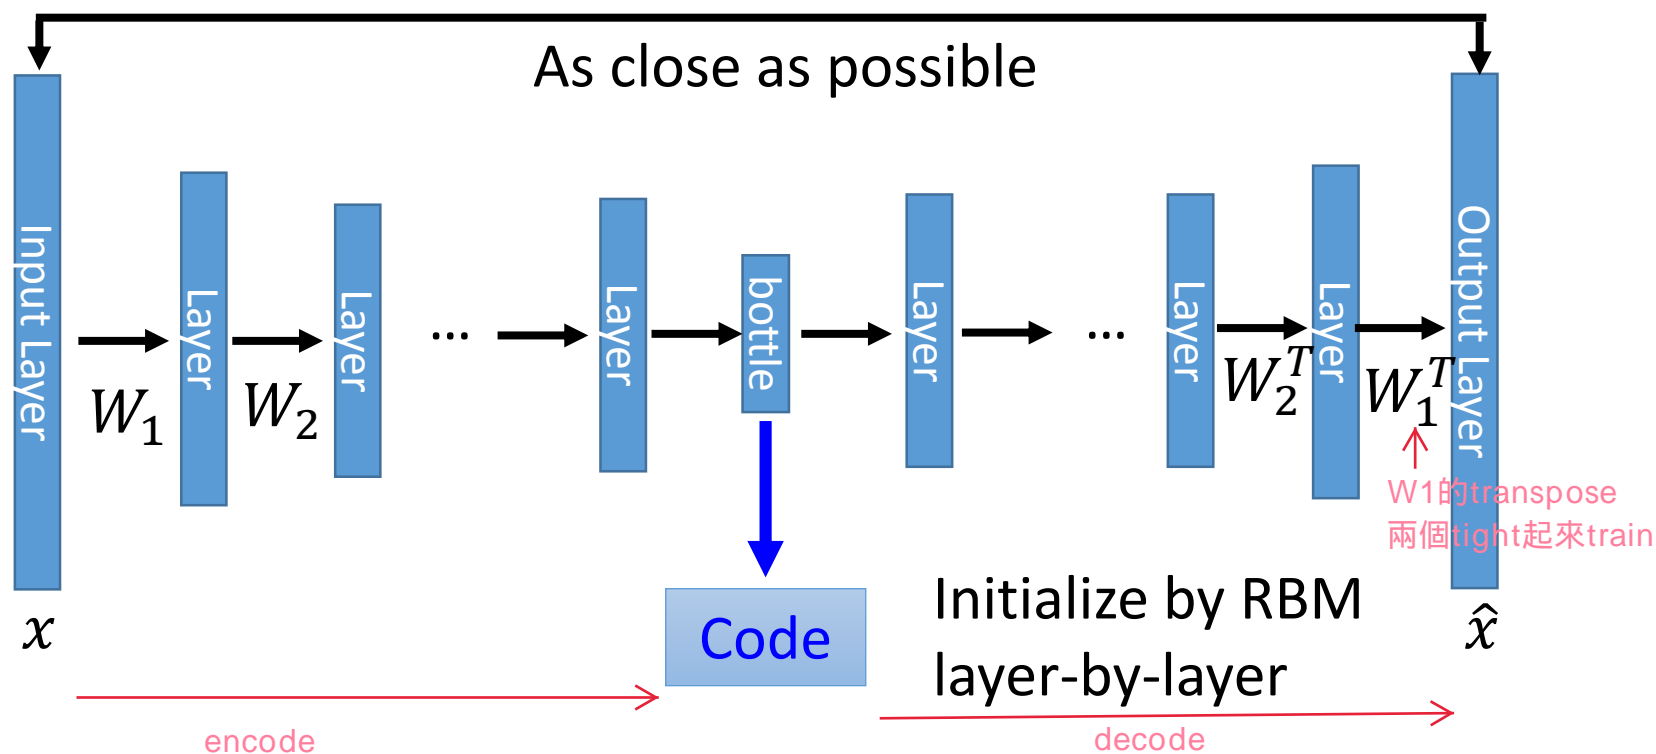 As close as possible
Input Layer
Layer
Layer
...
Layer
bottle
Layer
...
Layer
Layer
Output Layer
W₁
W₂
W₂ᵀ
W₁ᵀ
W1的transpose
兩個tight起來train
Code
Initialize by RBM
layer-by-layer
x
x̂
encode
decode